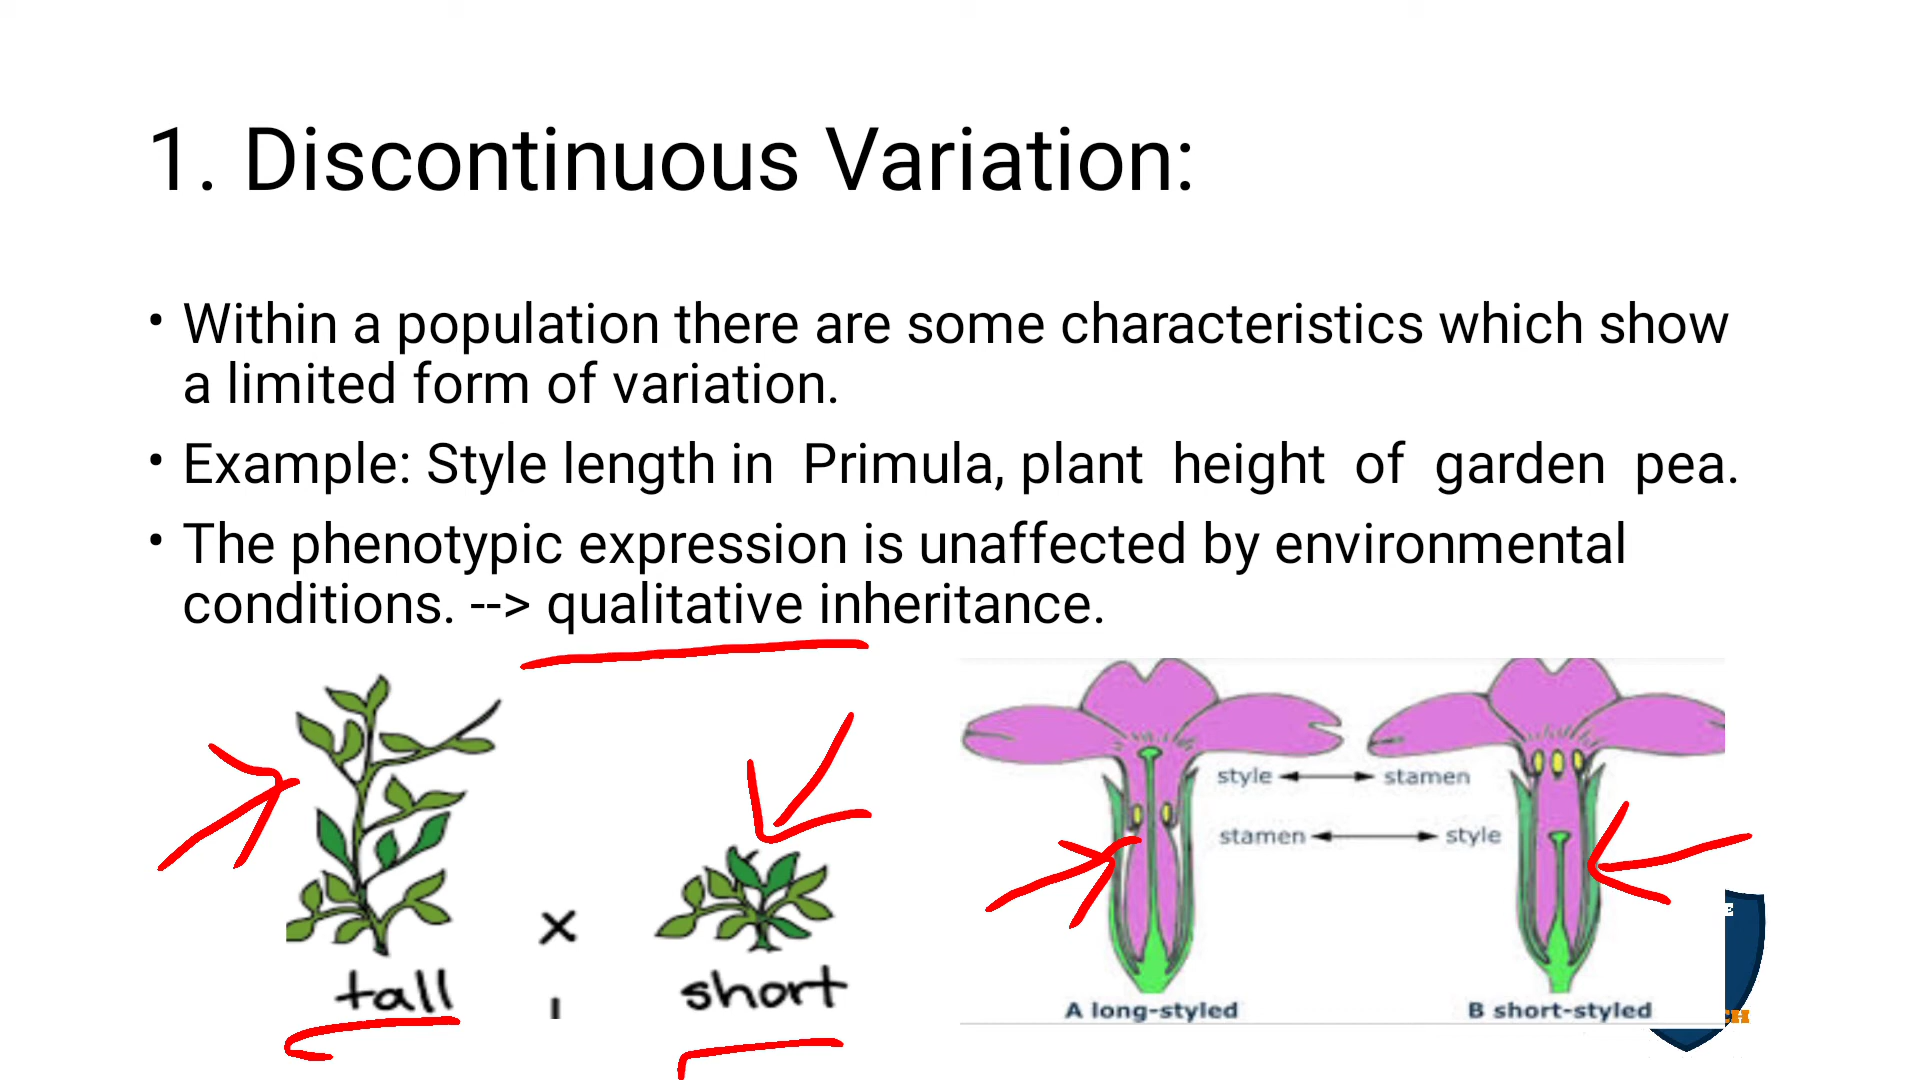 1. Discontinuous Variation:
• Within a population there are some characteristics which show
a limited form of variation.
• Example: Style length in Primula, plant height of garden pea.
• The phenotypic expression is unaffected by environmental
conditions. --> qualitative inheritance.
tall x short
style stamen
stamen style
A long-styled B short-styled